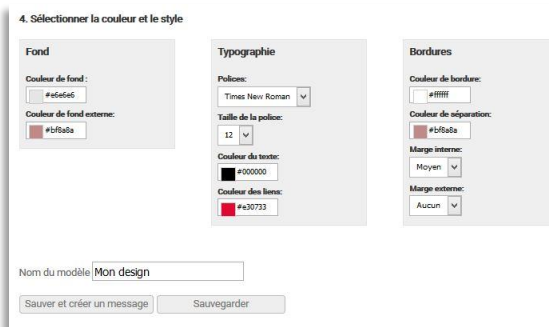 4. Sélectionner la couleur et le style
Fond
Couleur de fond :
#e6e6e6
Couleur de fond externe:
#bf8a8a
Typographie
Polices:
Times New Roman
Taille de la police:
12
Couleur du texte:
#000000
Couleur des liens:
#e30733
Bordures
Couleur de bordure:
#ffffff
Couleur de séparation:
#bf8a8a
Marge interne:
Moyen
Marge externe:
Aucun
Nom du modèle Mon design
Sauver et créer un message Sauvegarder